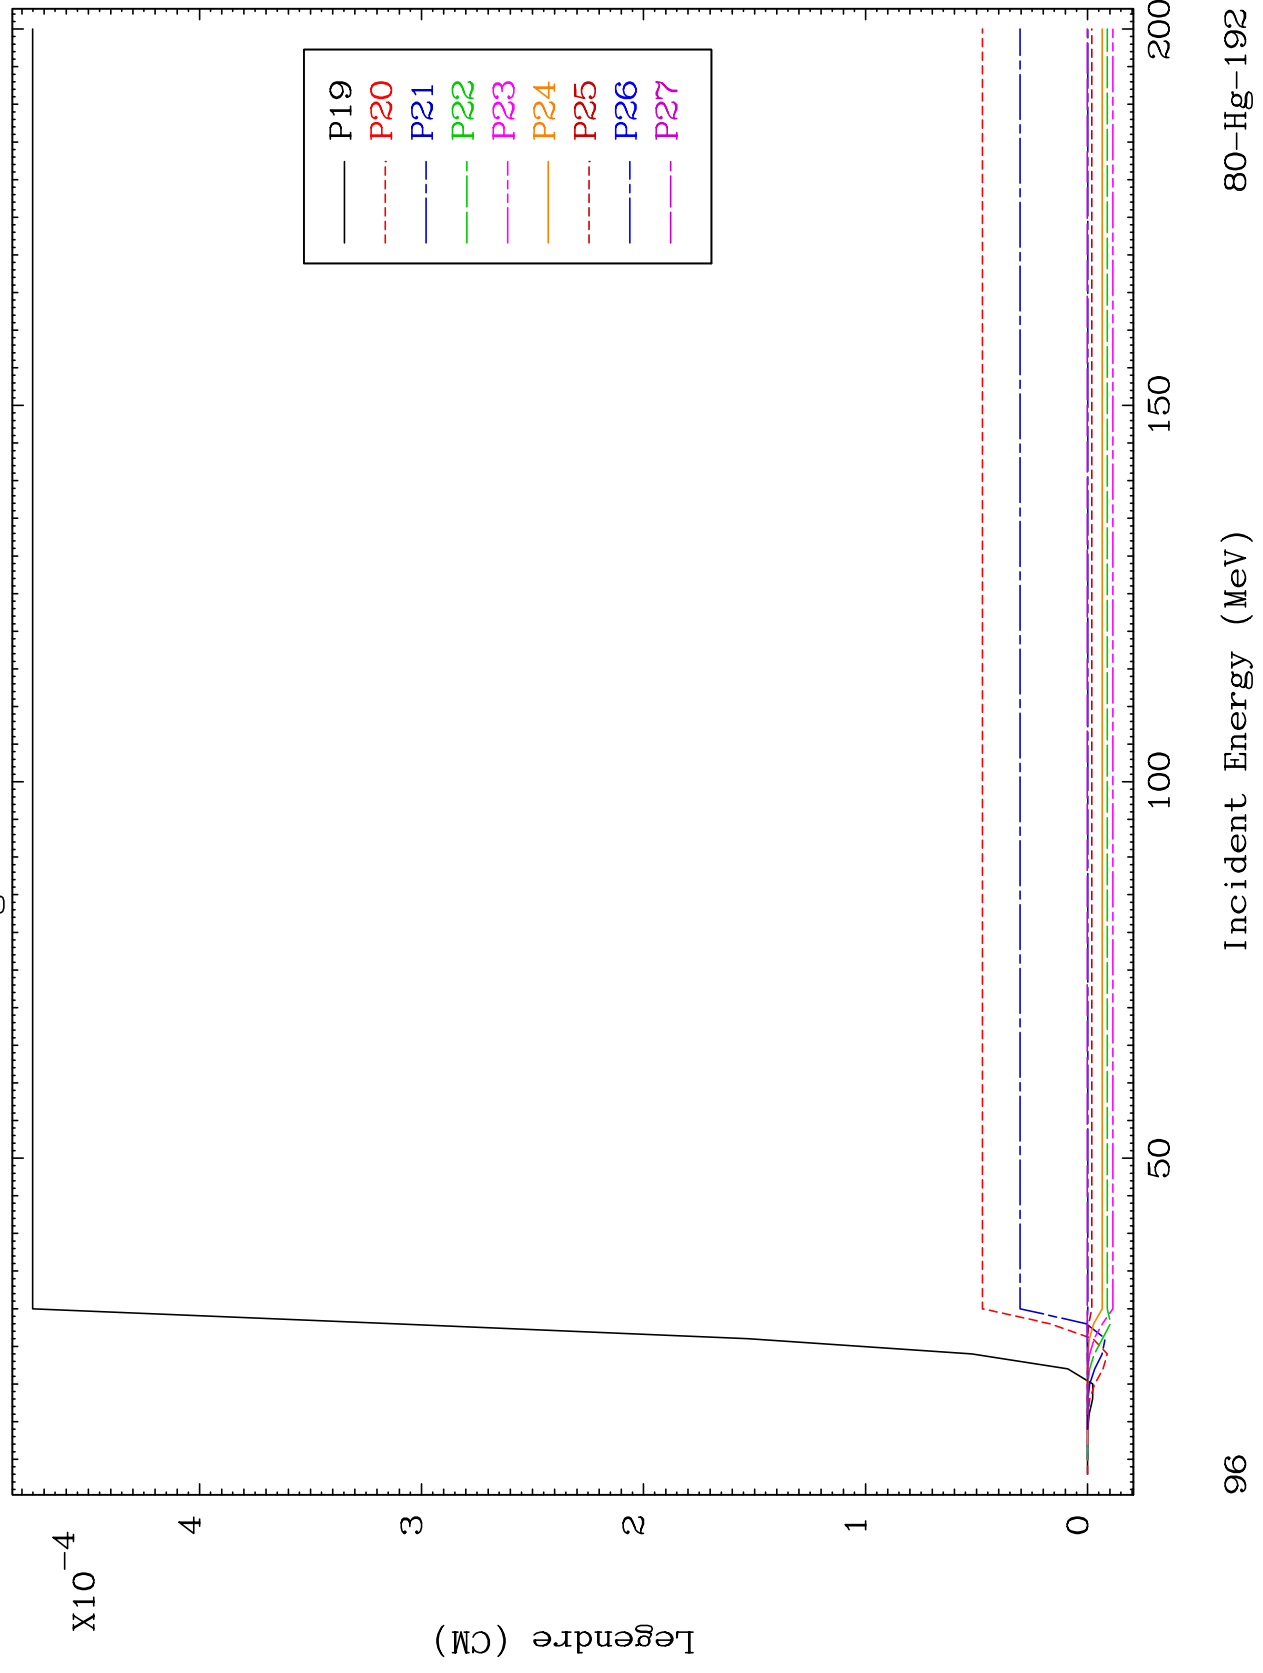 X10^-4
Legendre (CM)
4
3
2
1
0
P19
P20
P21
P22
P23
P24
P25
P26
P27
50
100
150
200
Incident Energy (MeV)
96
80-Hg-192